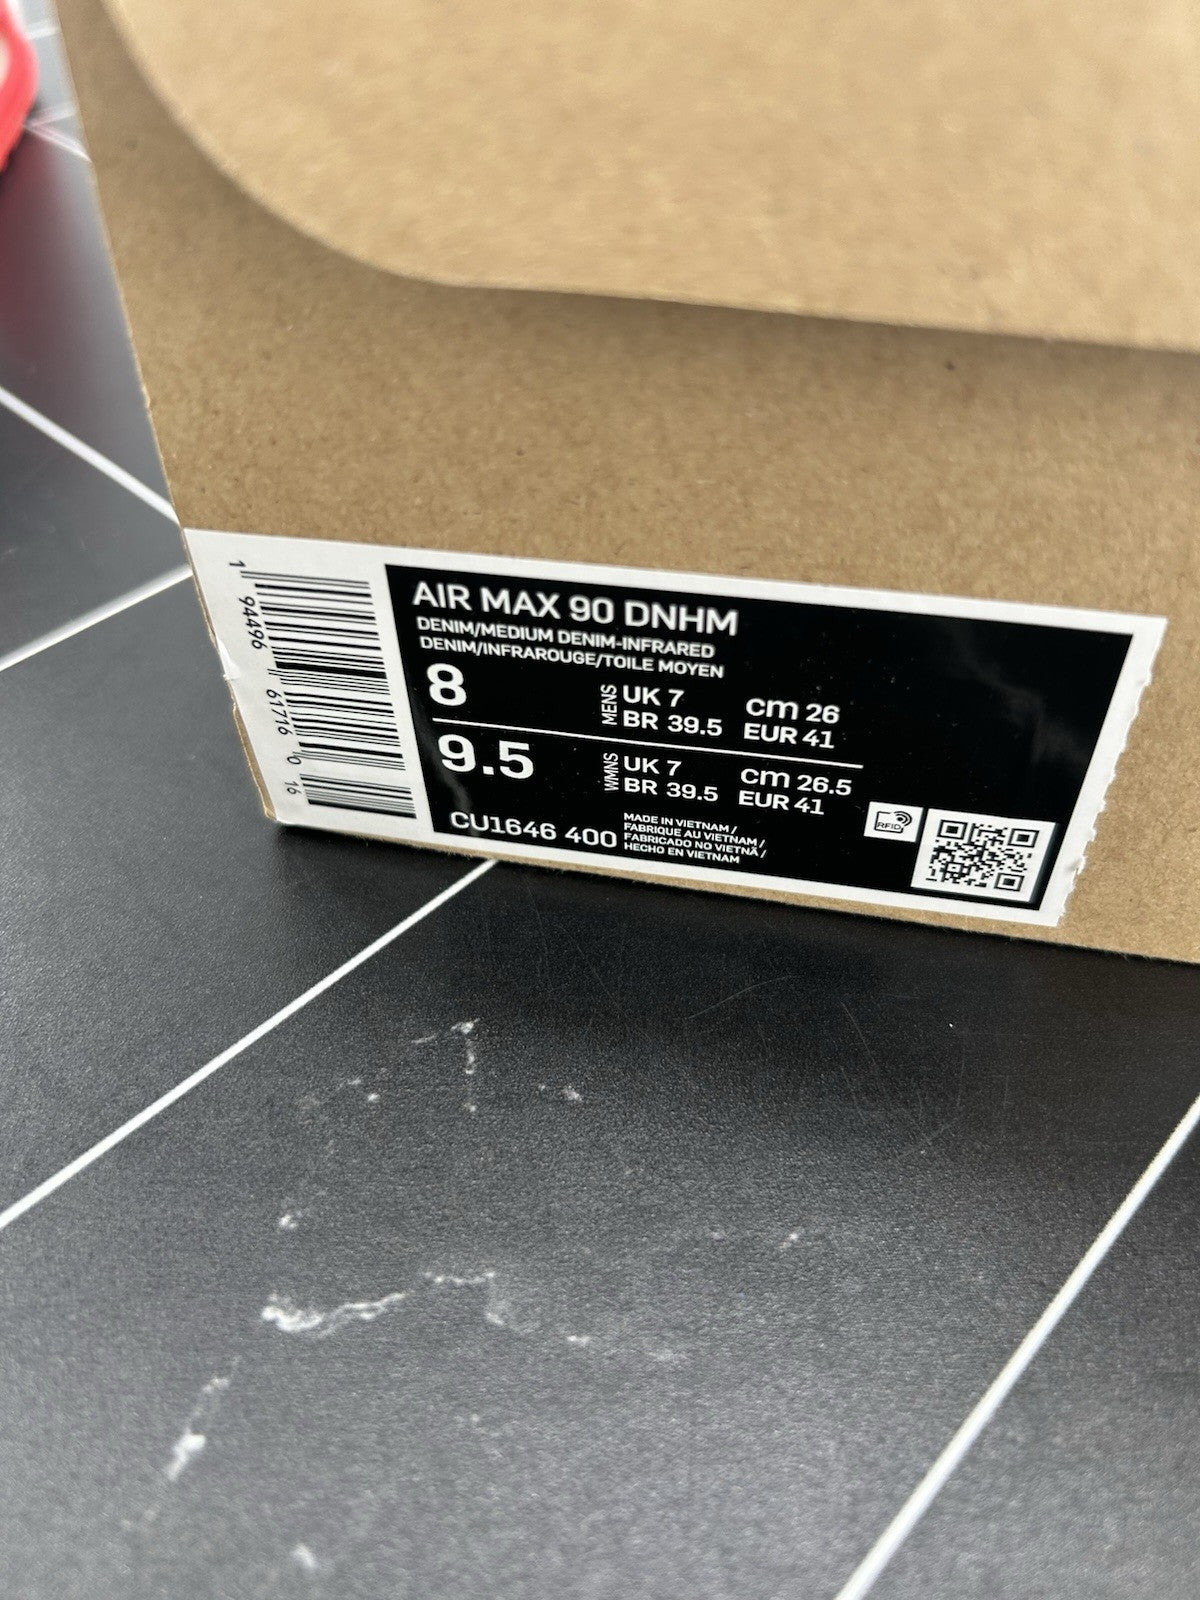 AIR MAX 90 DNHM
DENIM/MEDIUM DENIM-INFRARED
DENIM/INFRAROUGE/TOILE MOYEN
8 MENS UK 7 cm 26
BR 39.5 EUR 41
9.5 WMNS UK 7 cm 26.5
BR 39.5 EUR 41
CU1646 400
MADE IN VIETNAM /
FABRIQUE AU VIETNAM /
FABRICADO NO VIETNÃ /
HECHO EN VIETNAM
RFID
1 94496 61716 0 16